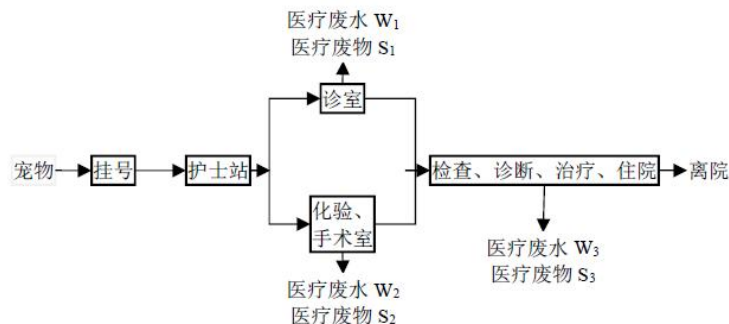 医疗废水 W₁
医疗废物 S₁
诊室
宠物
挂号
护士站
检查、诊断、治疗、住院
离院
化验、
手术室
医疗废水 W₂
医疗废物 S₂
医疗废水 W₃
医疗废物 S₃